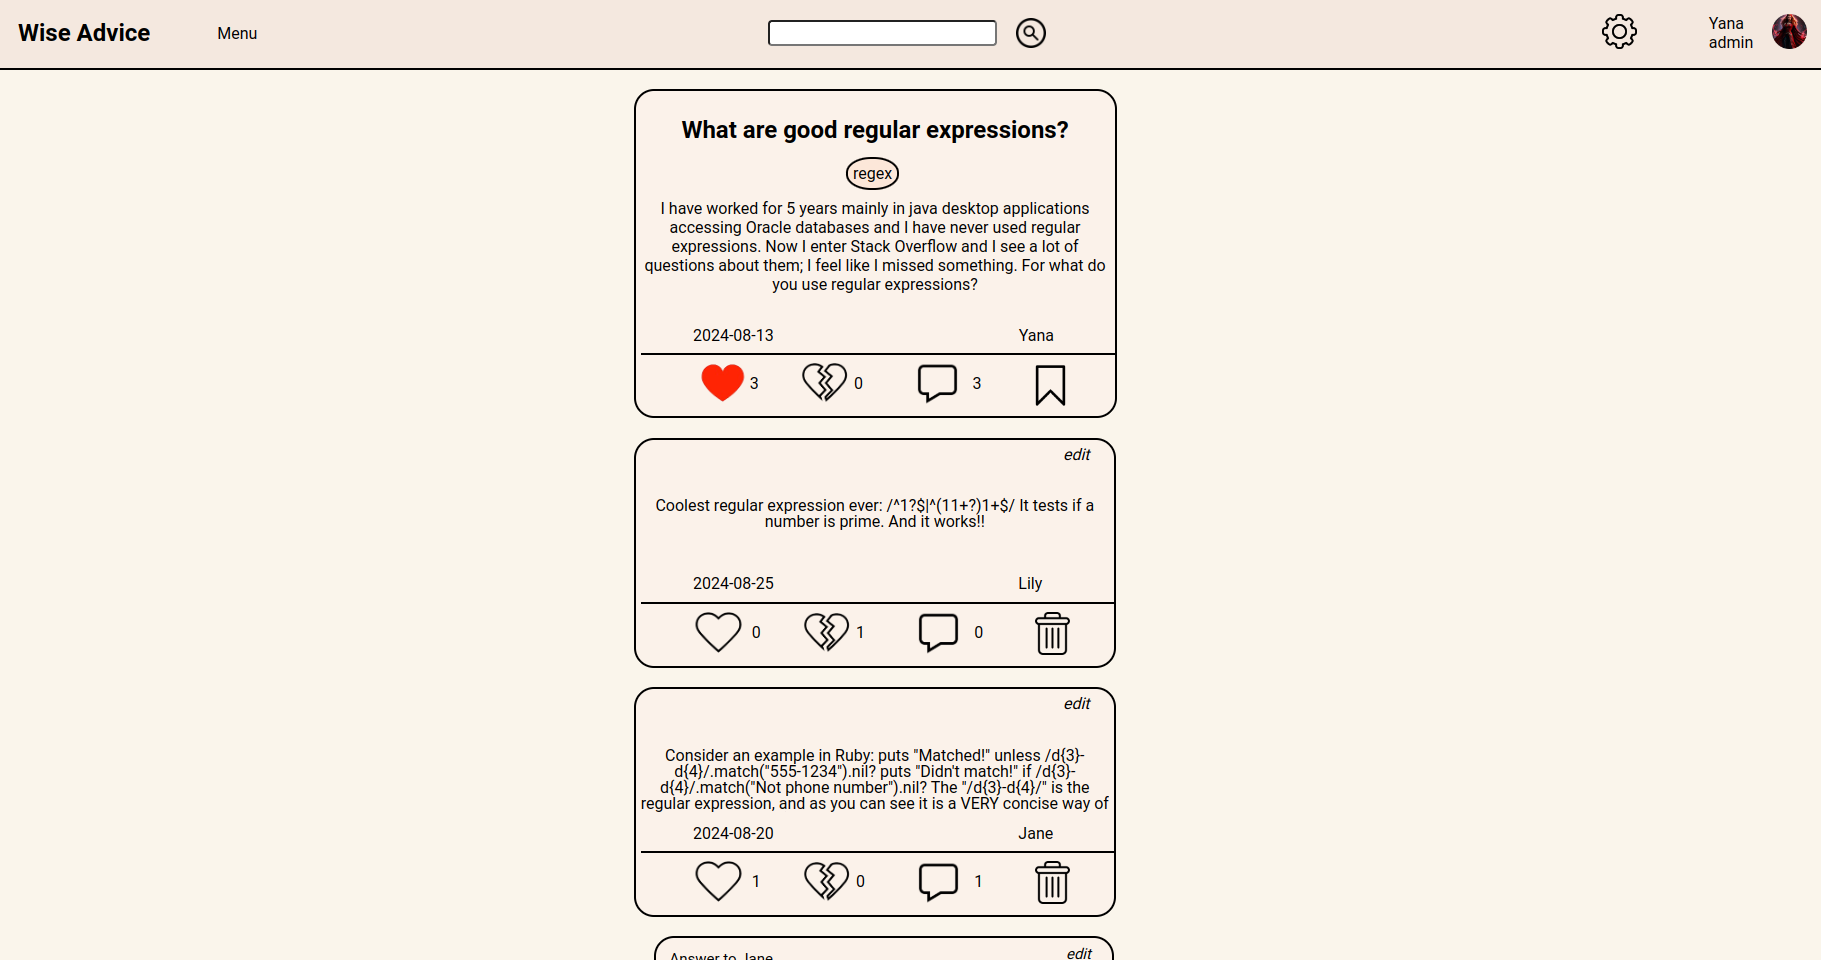 Wise Advice
Menu
Yana
admin
What are good regular expressions?
regex
I have worked for 5 years mainly in java desktop applications
accessing Oracle databases and I have never used regular
expressions. Now I enter Stack Overflow and I see a lot of
questions about them; I feel like I missed something. For what do
you use regular expressions?
2024-08-13
Yana
3
0
3
edit
Coolest regular expression ever: /^1?$|^(11+?)1+$/ It tests if a
number is prime. And it works!!
2024-08-25
Lily
0
1
0
edit
Consider an example in Ruby: puts "Matched!" unless /d{3}-
d{4}/.match("555-1234").nil? puts "Didn't match!" if /d{3}-
d{4}/.match("Not phone number").nil? The "/d{3}-d{4}/" is the
regular expression, and as you can see it is a VERY concise way of
2024-08-20
Jane
1
0
1
Answer to Jane
edit